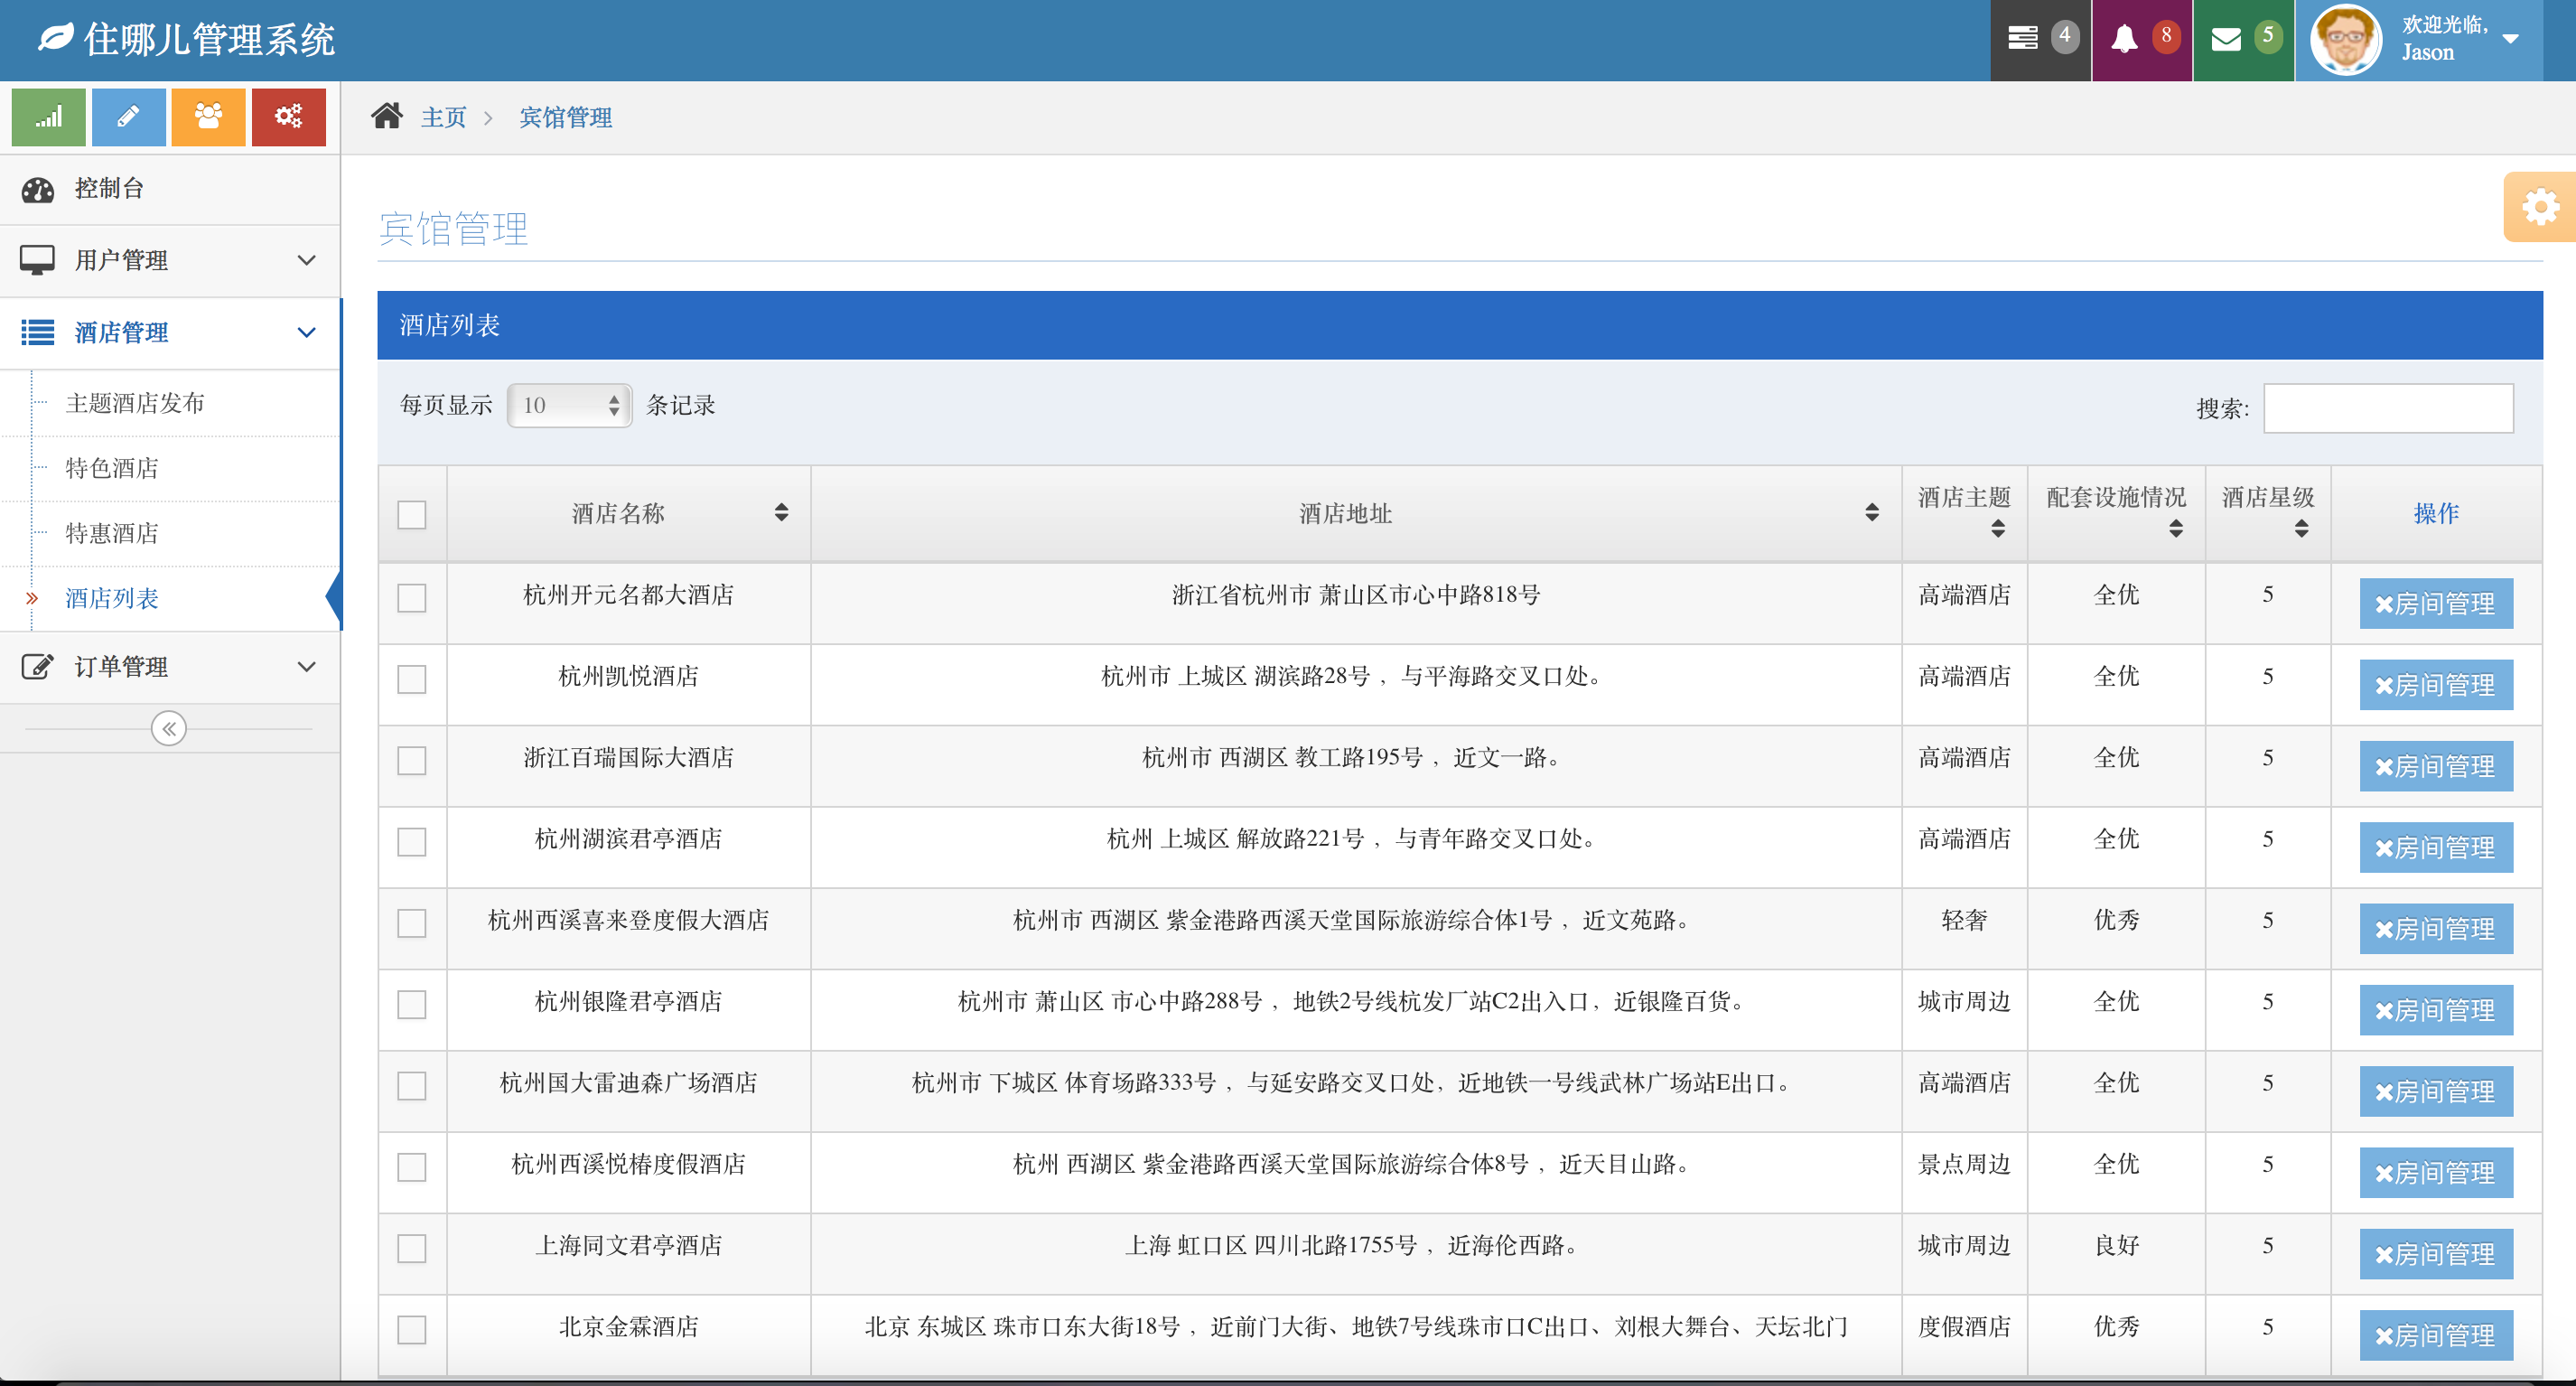 住哪儿管理系统
4
8
5
欢迎光临,
Jason
主页
宾馆管理
控制台
用户管理
酒店管理
主题酒店发布
特色酒店
特惠酒店
酒店列表
订单管理
宾馆管理
酒店列表
每页显示 10 条记录
搜索:
酒店名称 酒店地址 酒店主题 配套设施情况 酒店星级 操作
杭州开元名都大酒店 浙江省杭州市 萧山区市心中路818号 高端酒店 全优 5 房间管理
杭州凯悦酒店 杭州市 上城区 湖滨路28号 ，与平海路交叉口处。 高端酒店 全优 5 房间管理
浙江百瑞国际大酒店 杭州市 西湖区 教工路195号 ，近文一路。 高端酒店 全优 5 房间管理
杭州湖滨君亭酒店 杭州 上城区 解放路221号 ，与青年路交叉口处。 高端酒店 全优 5 房间管理
杭州西溪喜来登度假大酒店 杭州市 西湖区 紫金港路西溪天堂国际旅游综合体1号 ，近文苑路。 轻奢 优秀 5 房间管理
杭州银隆君亭酒店 杭州市 萧山区 市心中路288号 ，地铁2号线杭发厂站C2出入口，近银隆百货。 城市周边 全优 5 房间管理
杭州国大雷迪森广场酒店 杭州市 下城区 体育场路333号 ，与延安路交叉口处，近地铁一号线武林广场站E出口。 高端酒店 全优 5 房间管理
杭州西溪悦椿度假酒店 杭州 西湖区 紫金港路西溪天堂国际旅游综合体8号 ，近天目山路。 景点周边 全优 5 房间管理
上海同文君亭酒店 上海 虹口区 四川北路1755号 ，近海伦西路。 城市周边 良好 5 房间管理
北京金霖酒店 北京 东城区 珠市口东大街18号 ，近前门大街、地铁7号线珠市口C出口、刘根大舞台、天坛北门 度假酒店 优秀 5 房间管理